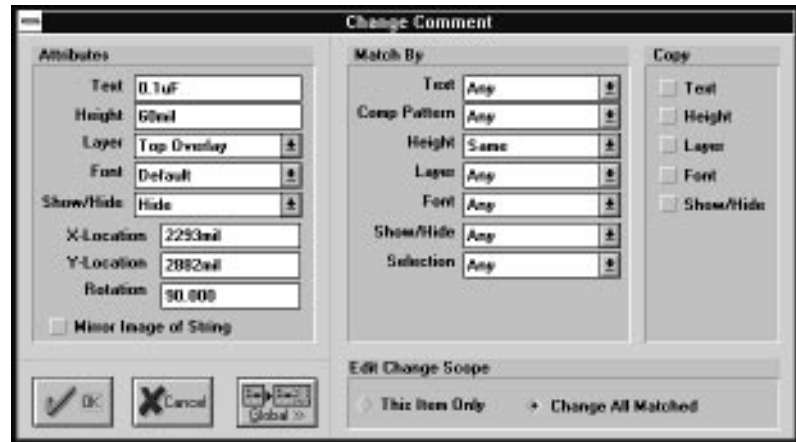 Change Comment
Attributes
Text 0.1uF
Height 60mil
Layer Top Overlay
Font Default
Show/Hide Hide
X-Location 2293mil
Y-Location 2882mil
Rotation 90.000
Mirror Image of String
OK
Cancel
Global >>
Match By
Text Any
Comp Pattern Any
Height Same
Layer Any
Font Any
Show/Hide Any
Selection Any
Copy
Text
Height
Layer
Font
Show/Hide
Edit Change Scope
This Item Only
Change All Matched